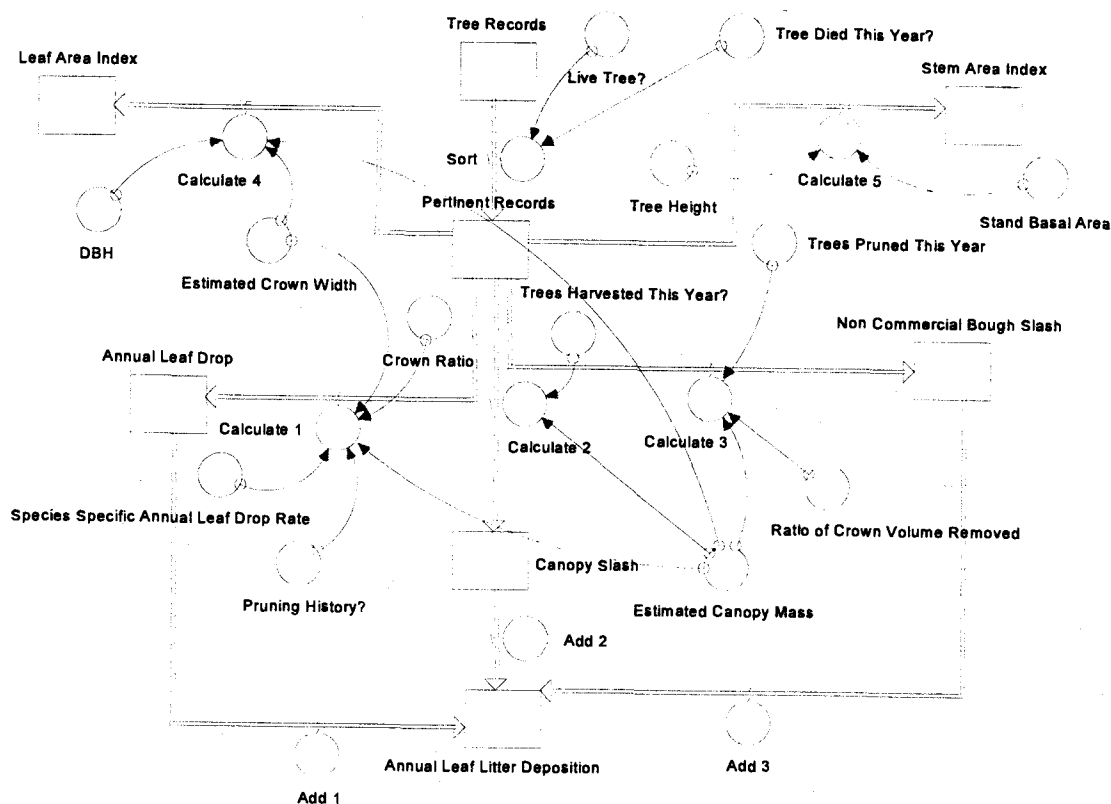 Tree Records
Tree Died This Year?
Leaf Area Index
Live Tree?
Stem Area Index
Sort
Calculate 4
Calculate 5
Pertinent Records
Tree Height
Stand Basal Area
DBH
Trees Pruned This Year
Estimated Crown Width
Trees Harvested This Year?
Non Commercial Bough Slash
Annual Leaf Drop
Crown Ratio
Calculate 1
Calculate 2
Calculate 3
Species Specific Annual Leaf Drop Rate
Ratio of Crown Volume Removed
Canopy Slash
Pruning History?
Estimated Canopy Mass
Add 2
Annual Leaf Litter Deposition
Add 3
Add 1